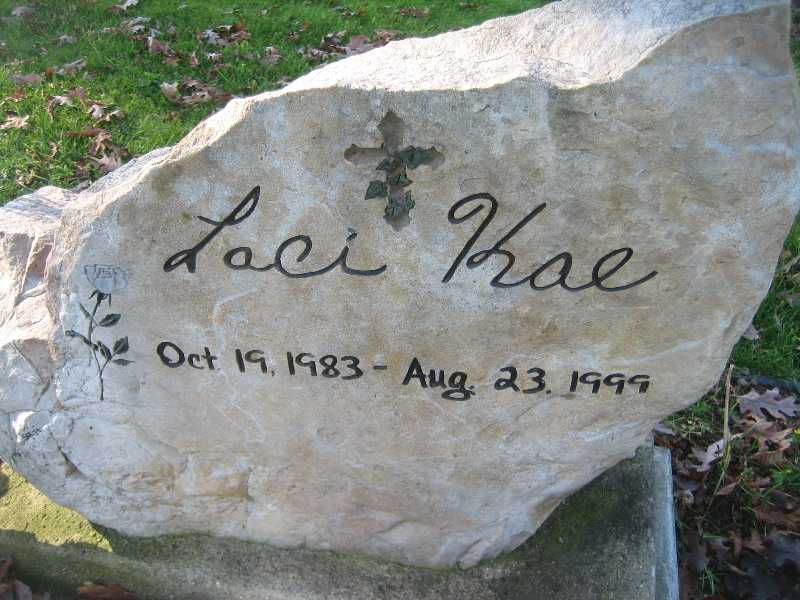 Laci Kae
Oct 19, 1983 - Aug. 23. 1999